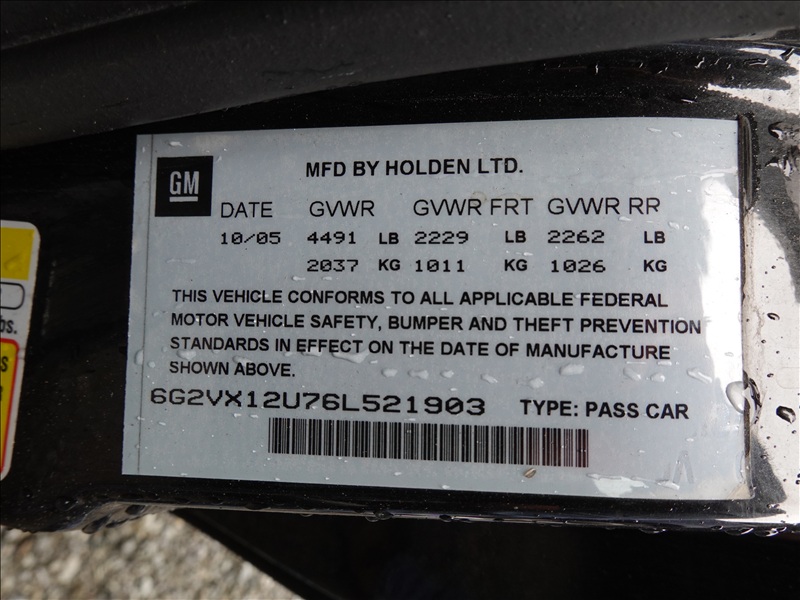 GM
MFD BY HOLDEN LTD.
DATE GVWR GVWR FRT GVWR RR
10/05 4491 LB 2229 LB 2262 LB
2037 KG 1011 KG 1026 KG
THIS VEHICLE CONFORMS TO ALL APPLICABLE FEDERAL
MOTOR VEHICLE SAFETY, BUMPER AND THEFT PREVENTION
STANDARDS IN EFFECT ON THE DATE OF MANUFACTURE
SHOWN ABOVE.
6G2VX12U76L521903 TYPE: PASS CAR
bs.